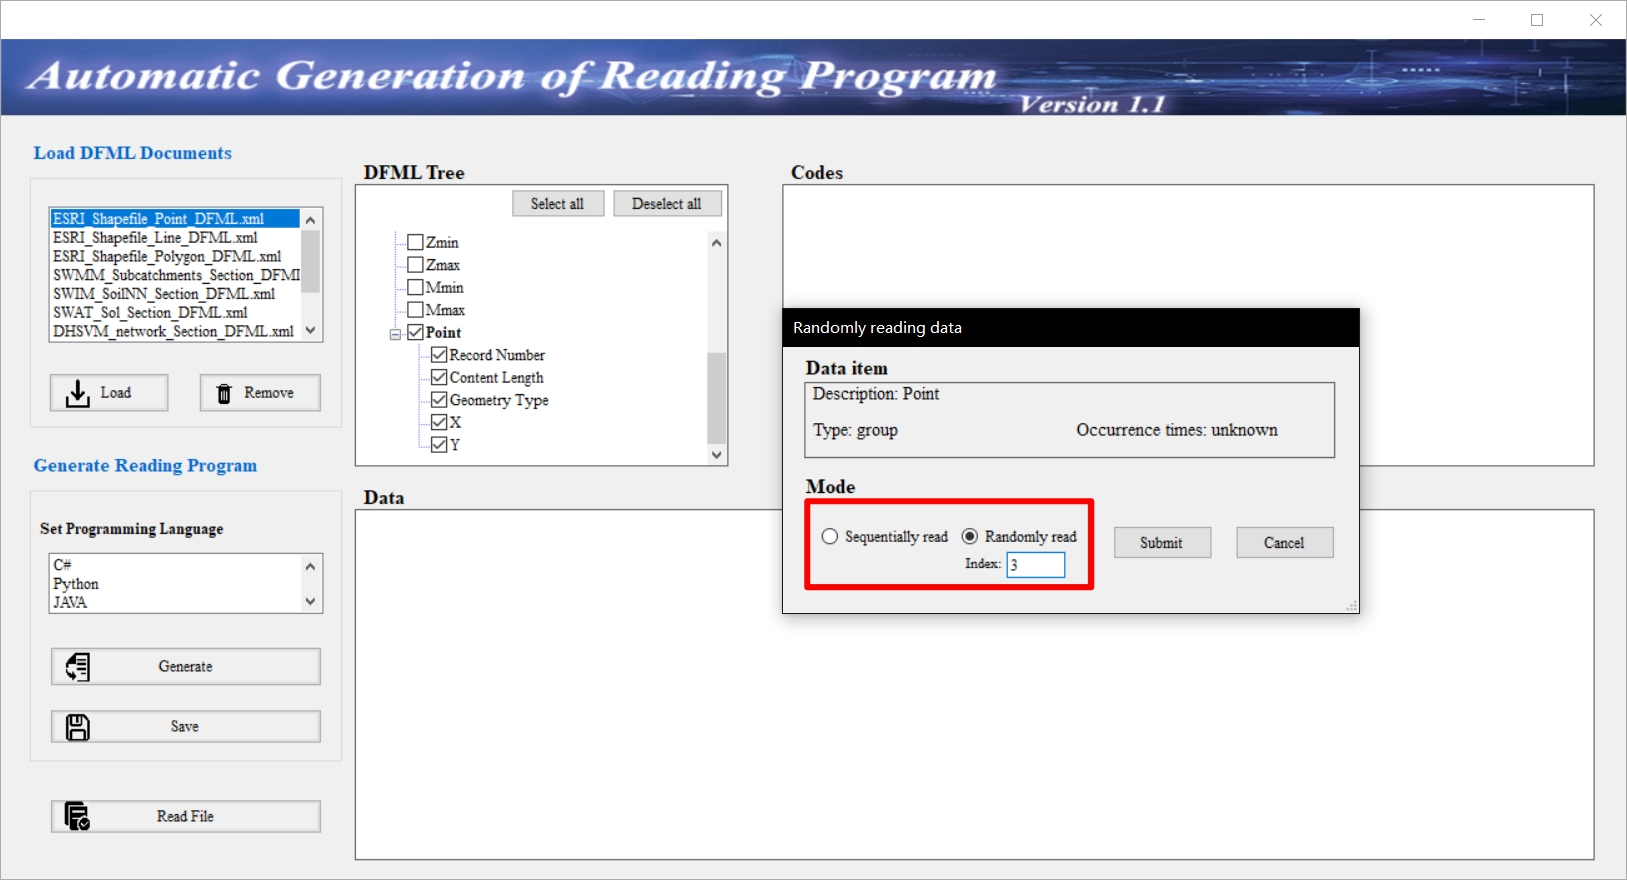 Automatic Generation of Reading Program
Version 1.1
Load DFML Documents
ESRI_Shapefile_Point_DFML.xml
ESRI_Shapefile_Line_DFML.xml
ESRI_Shapefile_Polygon_DFML.xml
SWMM_Subcatchments_Section_DFML
SWIM_SoilNN_Section_DFML.xml
SWAT_Sol_Section_DFML.xml
DHSVM_network_Section_DFML.xml
Load
Remove
Generate Reading Program
Set Programming Language
C#
Python
JAVA
Generate
Save
Read File
DFML Tree
Select all
Deselect all
Zmin
Zmax
Mmin
Mmax
Point
Record Number
Content Length
Geometry Type
X
Y
Codes
Data
Randomly reading data
Data item
Description: Point
Type: group
Occurrence times: unknown
Mode
Sequentially read
Randomly read
Index: 3
Submit
Cancel